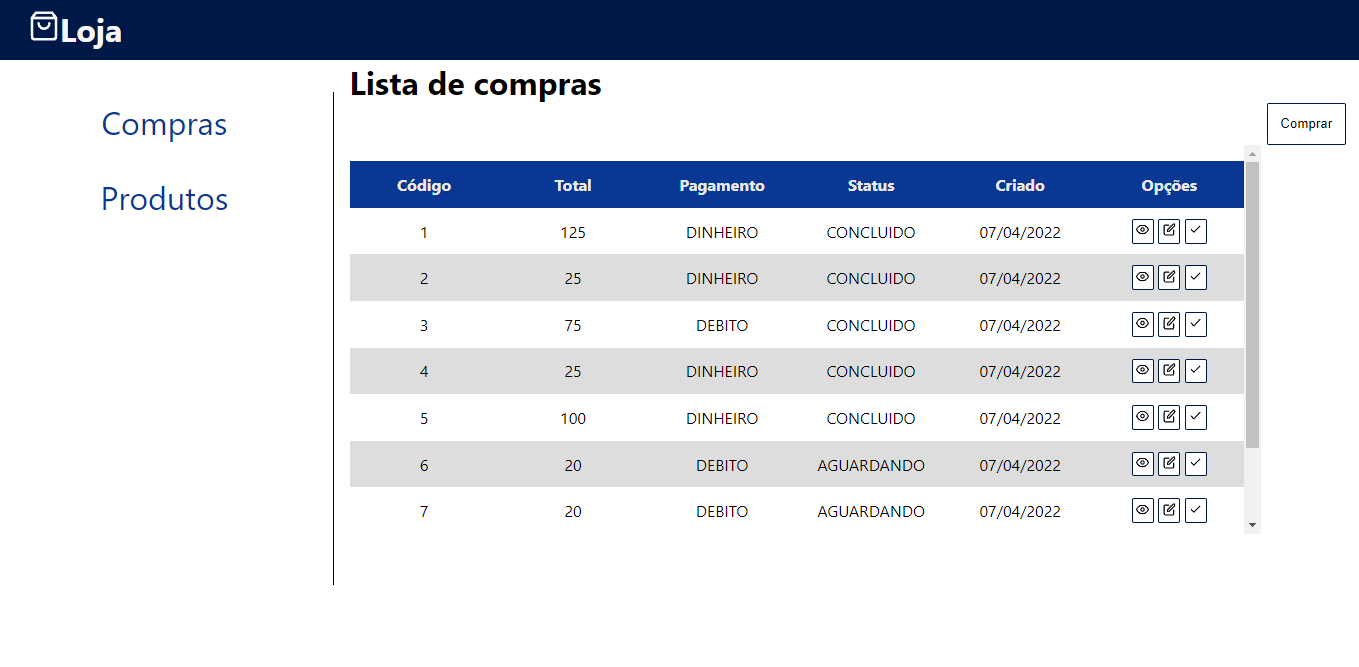 Loja
Lista de compras
Compras
Produtos
Comprar
Código Total Pagamento Status Criado Opções
1 125 DINHEIRO CONCLUIDO 07/04/2022
2 25 DINHEIRO CONCLUIDO 07/04/2022
3 75 DEBITO CONCLUIDO 07/04/2022
4 25 DINHEIRO CONCLUIDO 07/04/2022
5 100 DINHEIRO CONCLUIDO 07/04/2022
6 20 DEBITO AGUARDANDO 07/04/2022
7 20 DEBITO AGUARDANDO 07/04/2022